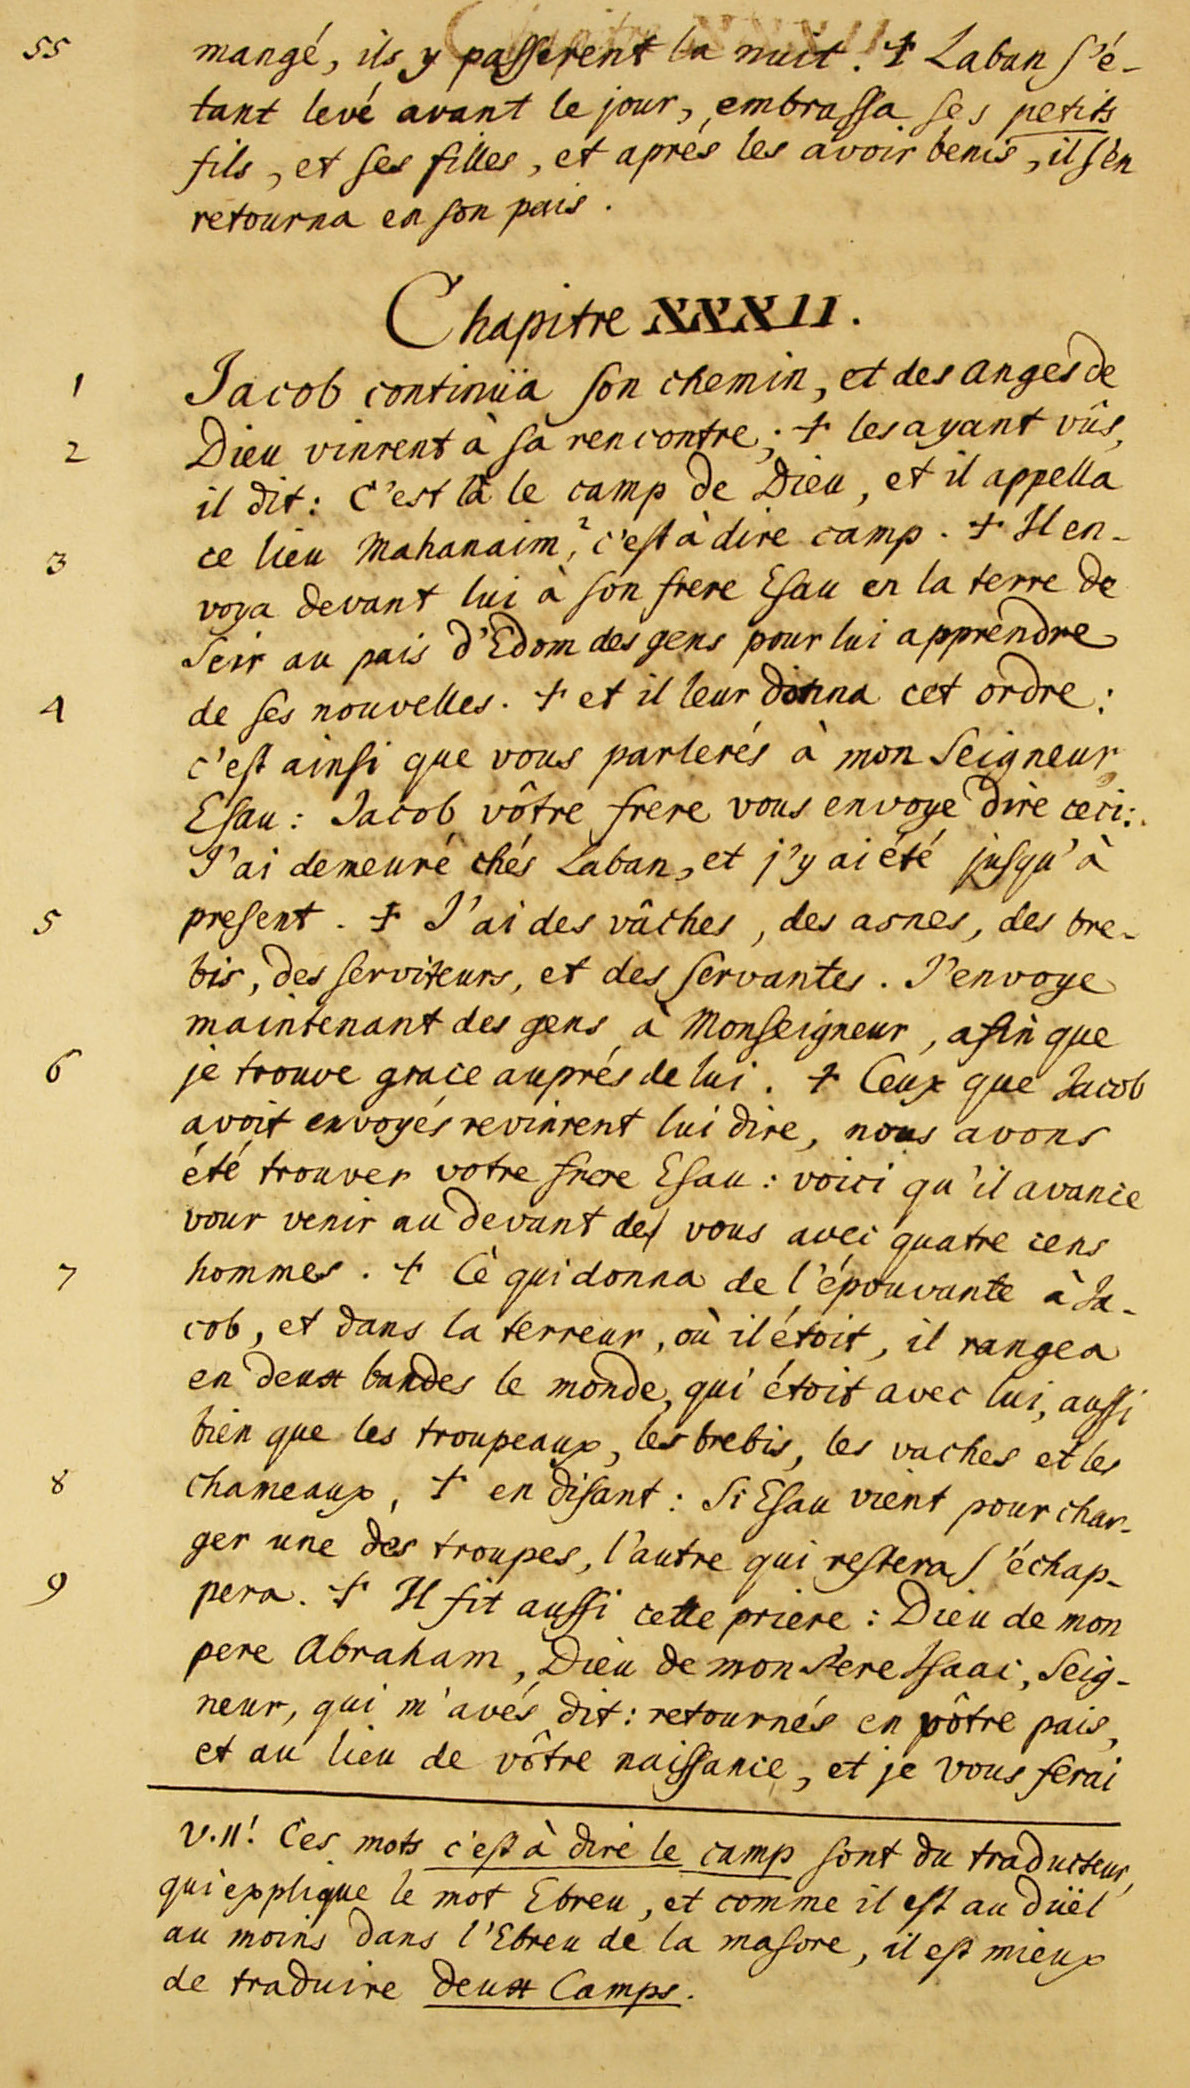 55 mangé, ils y passerent la nuit. + Laban s'é-
tant levé avant le jour, embrassa ses petits
fils, et ses filles, et aprés les avoir benis, il s'en
retourna en son païs.
Chapitre XXXII.
1 Jacob continüa son chemin, et des anges de
2 Dieu vinrent à sa rencontre; + les ayant vûs,
il dit: C'est là le camp de Dieu, et il appella
ce lieu Mahanaim,² c'est à dire camp. + Il en-
3 voya devant lui à son frere Esau en la terre de
Seir au païs d'Edom des gens pour lui apprendre
4 de ses nouvelles. + et il leur donna cet ordre:
c'est ainsi que vous parlerés à mon Seigneur
Esau: Jacob vôtre frere vous envoye dire ceci:
J'ai demeuré chés Laban, et j'y ai été jusqu'à
5 present. + J'ai des vâches, des asnes, des bre-
bis, des serviteurs, et des servantes. J'envoye
maintenant des gens à Monseigneur, afin que
6 je trouve grace auprés de lui. + Ceux que Jacob
avoit envoyés revinrent lui dire, nous avons
été trouver votre frere Esau: voici qu'il avance
pour venir au devant de vous avec quatre cens
7 hommes. + Ce qui donna de l'épouvante à Ja-
cob, et dans la terreur, où il étoit, il rangea
en deux bandes le monde, qui étoit avec lui, aussi
bien que les troupeaux, les brebis, les vaches et les
8 chameaux, + en disant: Si Esau vient pour char-
ger une des troupes, l'autre qui restera s'échap-
9 pera. + Il fit aussi cette priere: Dieu de mon
pere Abraham, Dieu de mon Pere Isaac, Seig-
neur, qui m'avés dit: retournés en vôtre païs,
et au lieu de vôtre naissance, et je vous ferai
V.II! Ces mots c'est à dire le camp sont du traducteur,
qui explique le mot Ebreu, et comme il est au düel
au moins dans l'Ebreu de la masore, il est mieux
de traduire deux Camps.